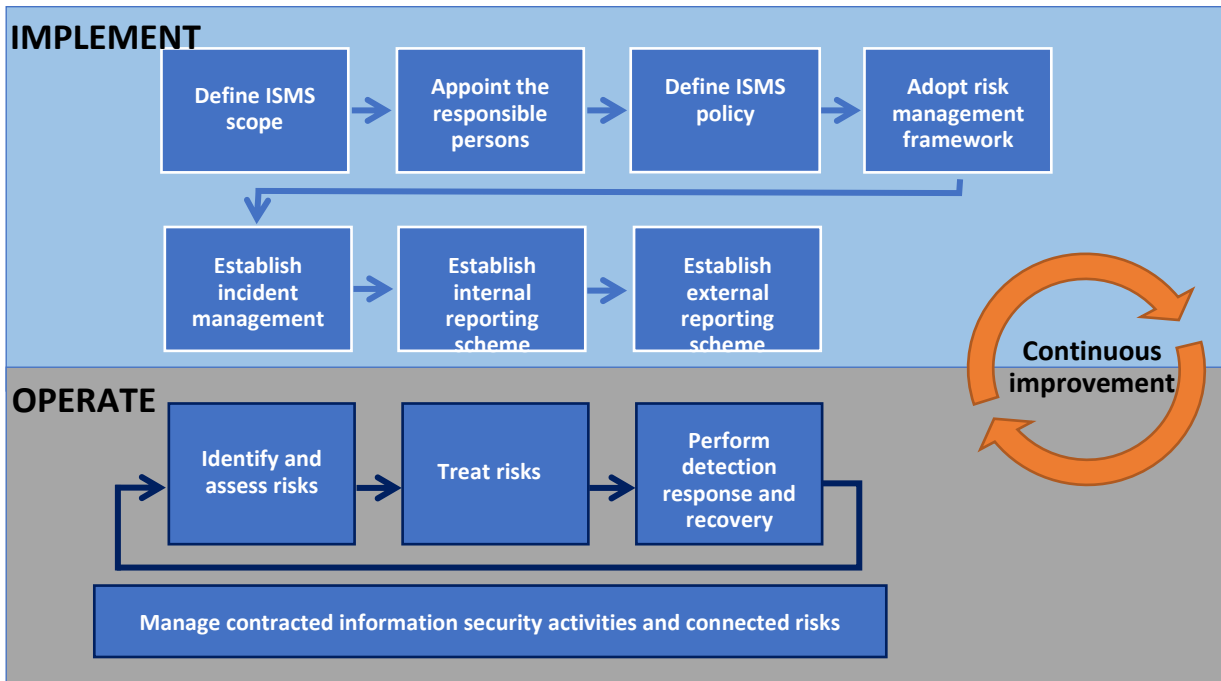 IMPLEMENT
Define ISMS
scope
Appoint the
responsible
persons
Define ISMS
policy
Adopt risk
management
framework
Establish
incident
management
Establish
internal
reporting
scheme
Establish
external
reporting
scheme
Continuous
improvement
OPERATE
Identify and
assess risks
Treat risks
Perform
detection
response and
recovery
Manage contracted information security activities and connected risks